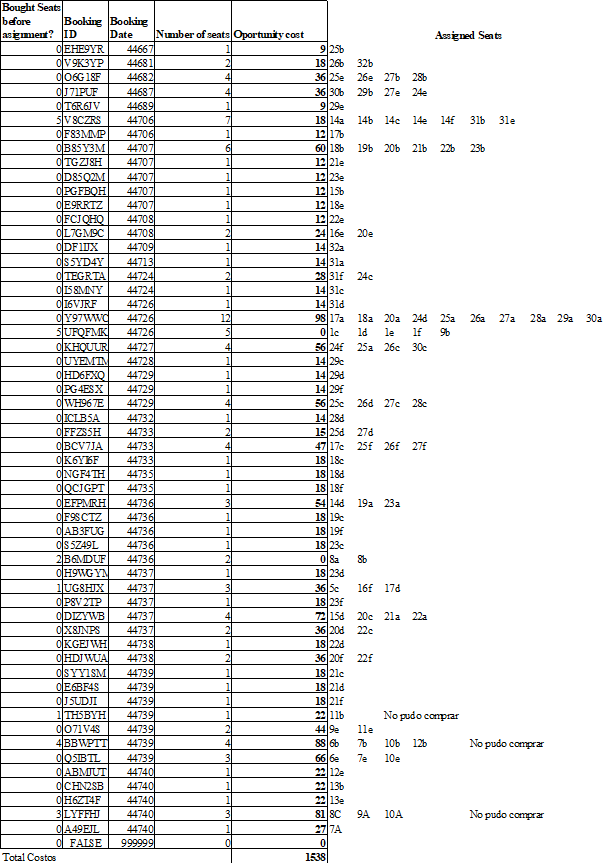 Bought Seats before asignment? Booking ID Booking Date Number of seats Oportunity cost Assigned Seats
0 EHE9YR 44667 1 9 25b
0 V9K3YP 44681 2 18 26b 32b
0 O6G18F 44682 4 36 25e 26e 27b 28b
0 J71PUF 44687 4 36 30b 29b 27e 24e
0 T6R6JV 44689 1 9 29e
5 V8CZRS 44706 7 18 14a 14b 14c 14e 14f 31b 31e
0 F83MMP 44706 1 12 17b
0 B85Y3M 44707 6 60 18b 19b 20b 21b 22b 23b
0 TGZJ8H 44707 1 12 21e
0 D85Q2M 44707 1 12 23e
0 PGFBQH 44707 1 12 15b
0 E9RRTZ 44707 1 12 18e
0 FCJQHQ 44708 1 12 22e
0 L7GM9C 44708 2 24 16e 20e
0 DF1IJX 44709 1 14 32a
0 S5YD4Y 44713 1 14 31a
0 TEGRTA 44724 2 28 31f 24c
0 I58MNY 44724 1 14 31c
0 I6VJRF 44726 1 14 31d
0 Y97WWC 44726 12 98 17a 18a 20a 24d 25a 26a 27a 28a 29a 30a
5 UFQFMK 44726 5 0 1c 1d 1e 1f 9b
0 KHQUUR 44727 4 56 24f 25a 26c 30c
0 UYEMTM 44728 1 14 29c
0 HD6FXQ 44729 1 14 29d
0 PG4E8X 44729 1 14 29f
0 WH967E 44729 4 56 25c 26d 27c 28c
0 ICLB5A 44732 1 14 28d
0 FFZS5H 44733 2 15 25d 27d
0 BCV7JA 44733 4 47 17c 25f 26f 27f
0 K6YI6F 44733 1 18 18c
0 NGF4TH 44735 1 18 18d
0 QCJGPT 44735 1 18 18f
0 EFPMRH 44736 3 54 14d 19a 23a
0 F98CTZ 44736 1 18 19c
0 AB3FUG 44736 1 18 19f
0 S5Z49L 44736 1 18 23c
2 B6MDUF 44736 2 0 8a 8b
0 H9WGYM 44737 1 18 23d
1 UG8HJX 44737 3 36 5c 16f 17d
0 P8V2TP 44737 1 18 23f
0 DIZYWB 44737 4 72 15d 20c 21a 22a
0 X8JNPS 44737 2 36 20d 22c
0 KGEJWH 44738 1 18 22d
0 HDJWUA 44738 2 36 20f 22f
0 SYY1SM 44739 1 18 21c
0 E6BF4S 44739 1 18 21d
0 J5UDJI 44739 1 18 21f
1 TH5BYH 44739 1 22 11b No pudo comprar
0 O71V4S 44739 2 44 9e 11e
4 BBWPTT 44739 4 88 6b 7b 10b 12b No pudo comprar
0 Q5IBTL 44739 3 66 6e 7e 10e
0 ABMJUT 44740 1 22 12e
0 CHN2SB 44740 1 22 13b
0 H6ZT4F 44740 1 22 13e
3 LYFFHJ 44740 3 81 8C 9A 10A No pudo comprar
0 A49EJL 44740 1 27 7A
0 FALSE 999999 0 0
Total Costos 1538